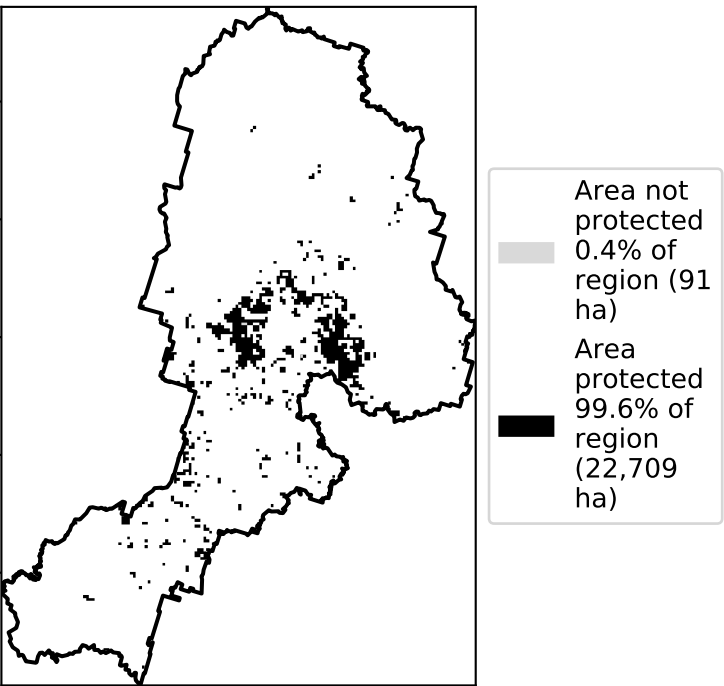 Area not
protected
0.4% of
region (91
ha)
Area
protected
99.6% of
region
(22,709
ha)